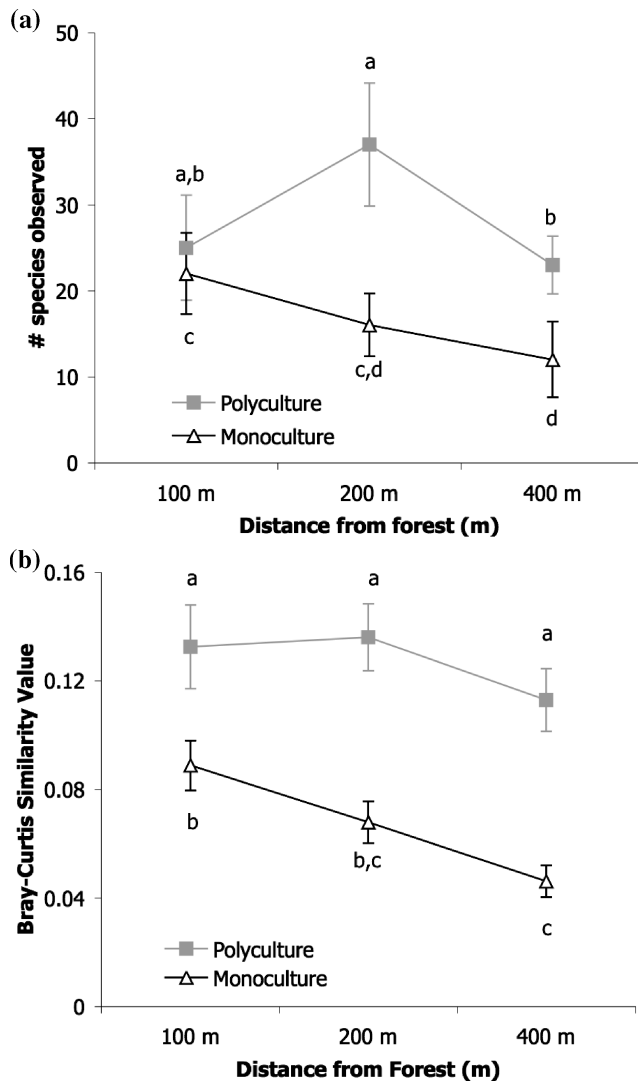 (a)
50
40
30
20
10
0
# species observed
a,b
a
b
c
c,d
d
Polyculture
Monoculture
100 m 200 m 400 m
Distance from forest (m)
(b)
0.16
0.12
0.08
0.04
0
Bray-Curtis Similarity Value
a
a
a
b
b,c
c
Polyculture
Monoculture
100 m 200 m 400 m
Distance from Forest (m)